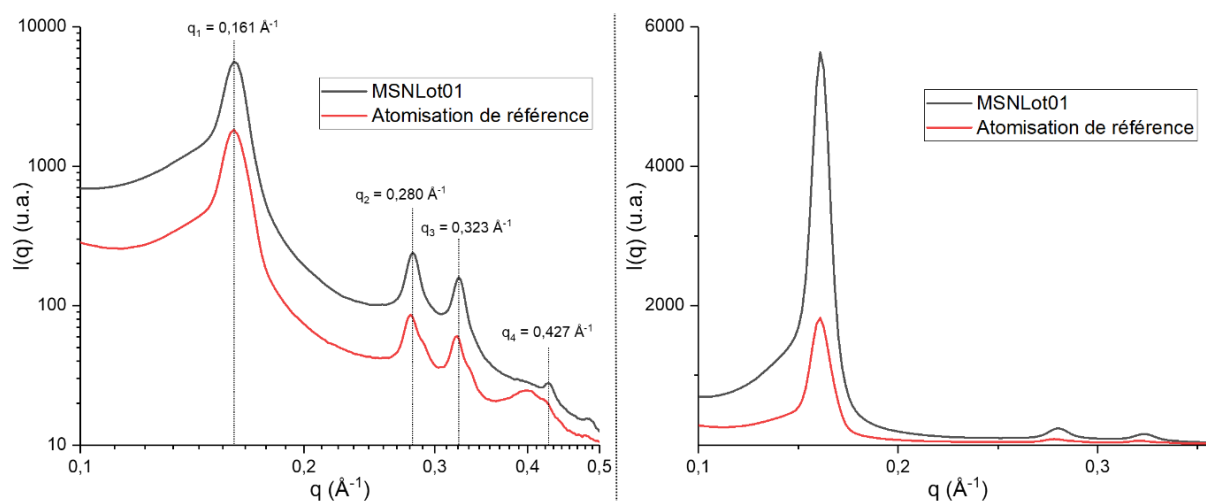 10000
1000
100
10
I(q) (u.a.)
q₁ = 0,161 Å⁻¹
MSNLot01
Atomisation de référence
q₂ = 0,280 Å⁻¹
q₃ = 0,323 Å⁻¹
q₄ = 0,427 Å⁻¹
0,1
0,2
0,3
0,4
0,5
q (Å⁻¹)
6000
4000
2000
I(q) (u.a.)
MSNLot01
Atomisation de référence
0,1
0,2
0,3
q (Å⁻¹)